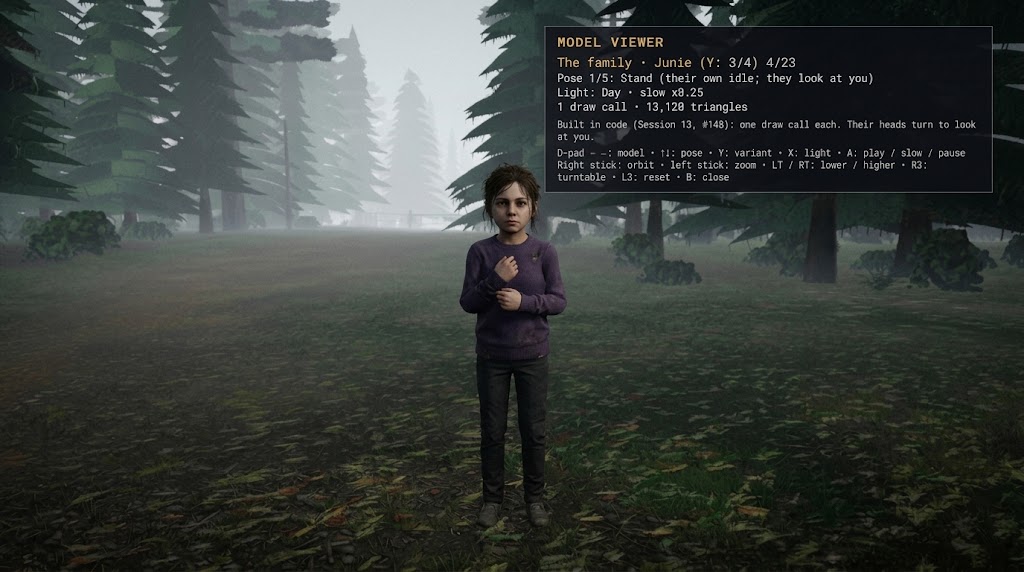 MODEL VIEWER
The family · Junie (Y: 3/4) 4/23
Pose 1/5: Stand (their own idle; they look at you)
Light: Day · slow x0.25
1 draw call · 13,120 triangles
Built in code (Session 13, #148): one draw call each. Their heads turn to look
at you.
D-pad ← →: model · ↑↓: pose · Y: variant · X: light · A: play / slow / pause
Right stick: orbit · left stick: zoom · LT / RT: lower / higher · R3:
turntable · L3: reset · B: close